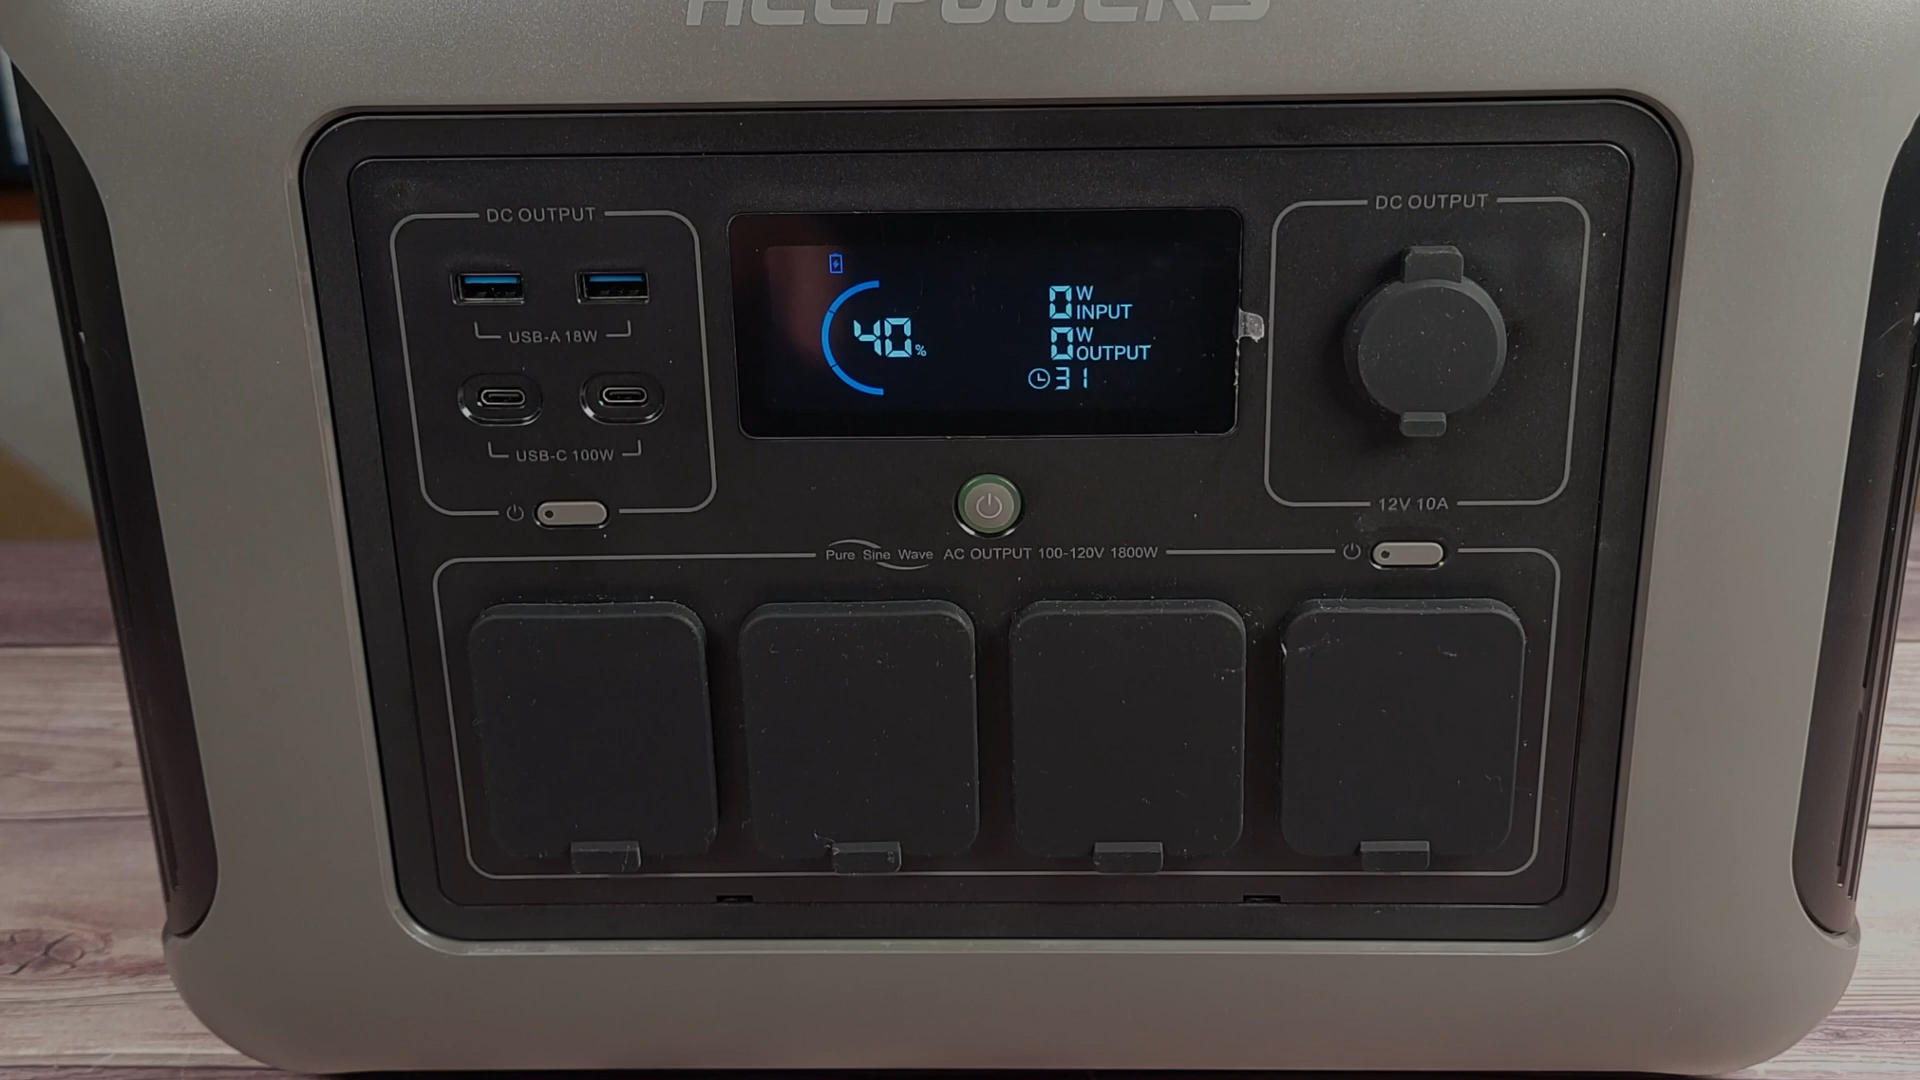 ALLPOWERS
DC OUTPUT
USB-A 18W
USB-C 100W
40%
0W
INPUT
0W
OUTPUT
31
DC OUTPUT
12V 10A
Pure Sine Wave AC OUTPUT 100-120V 1800W